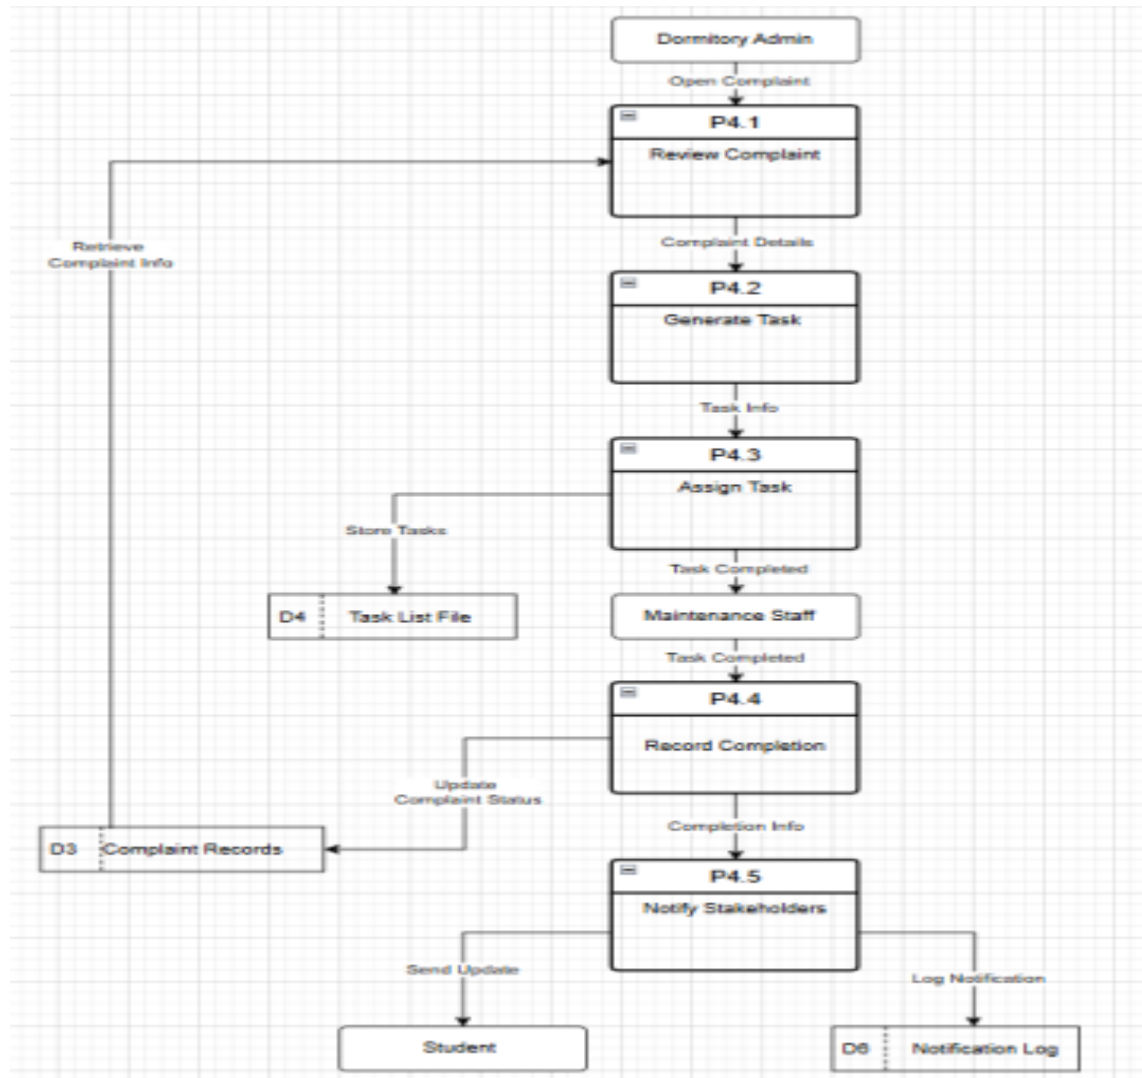 Dormitory Admin
Open Complaint
P4.1
Review Complaint
Retrieve
Complaint Info
Complaint Details
P4.2
Generate Task
Task Info
P4.3
Assign Task
Store Tasks
Task Completed
D4 Task List File
Maintenance Staff
Task Completed
P4.4
Record Completion
Update
Complaint Status
Completion Info
D3 Complaint Records
P4.5
Notify Stakeholders
Send Update
Log Notification
Student
D6 Notification Log